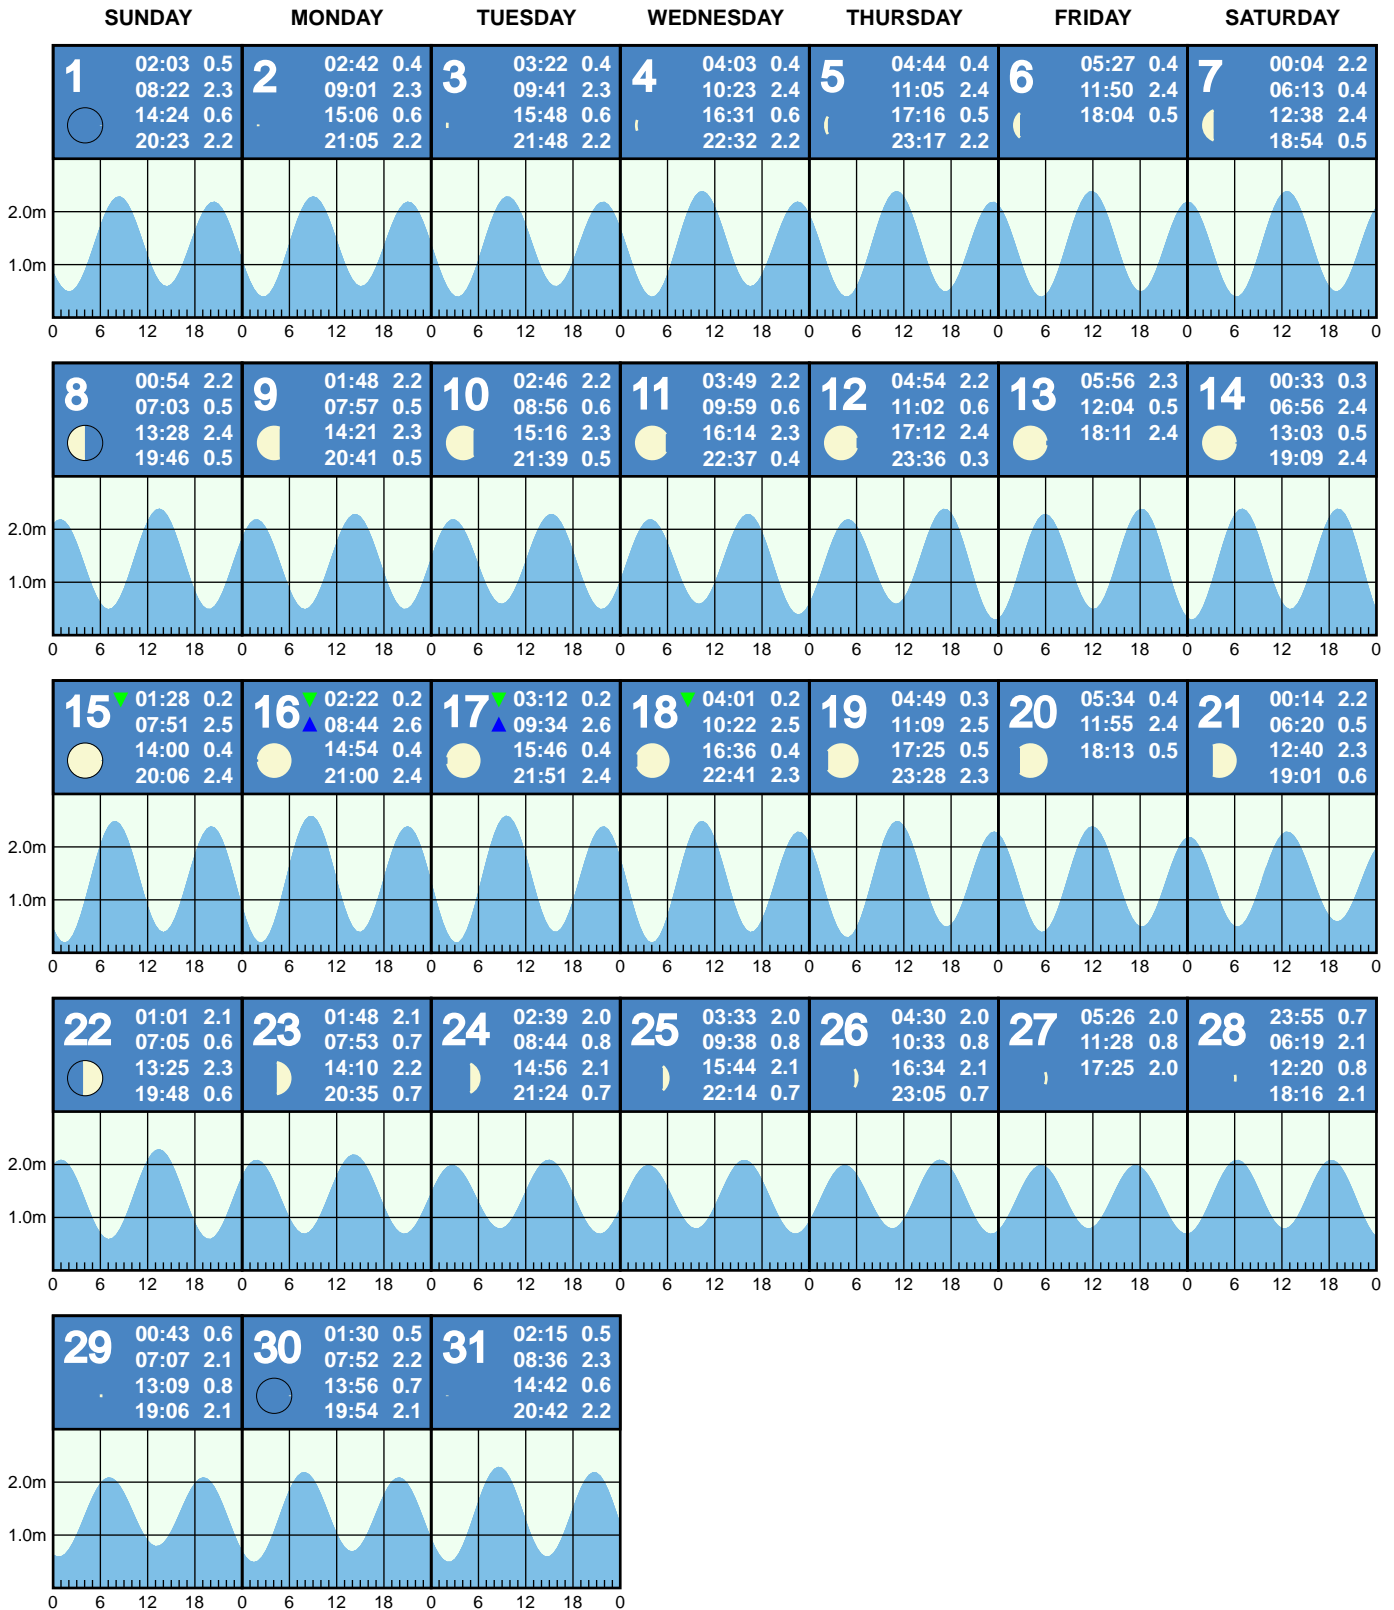 SUNDAY MONDAY TUESDAY WEDNESDAY THURSDAY FRIDAY SATURDAY
1 02:03 0.5
08:22 2.3
14:24 0.6
20:23 2.2
2 02:42 0.4
09:01 2.3
15:06 0.6
21:05 2.2
3 03:22 0.4
09:41 2.3
15:48 0.6
21:48 2.2
4 04:03 0.4
10:23 2.4
16:31 0.6
22:32 2.2
5 04:44 0.4
11:05 2.4
17:16 0.5
23:17 2.2
6 05:27 0.4
11:50 2.4
18:04 0.5
7 00:04 2.2
06:13 0.4
12:38 2.4
18:54 0.5
2.0m
1.0m
0 6 12 18 0 6 12 18 0 6 12 18 0 6 12 18 0 6 12 18 0 6 12 18 0 6 12 18 0
8 00:54 2.2
07:03 0.5
13:28 2.4
19:46 0.5
9 01:48 2.2
07:57 0.5
14:21 2.3
20:41 0.5
10 02:46 2.2
08:56 0.6
15:16 2.3
21:39 0.5
11 03:49 2.2
09:59 0.6
16:14 2.3
22:37 0.4
12 04:54 2.2
11:02 0.6
17:12 2.4
23:36 0.3
13 05:56 2.3
12:04 0.5
18:11 2.4
14 00:33 0.3
06:56 2.4
13:03 0.5
19:09 2.4
2.0m
1.0m
0 6 12 18 0 6 12 18 0 6 12 18 0 6 12 18 0 6 12 18 0 6 12 18 0 6 12 18 0
15 01:28 0.2
07:51 2.5
14:00 0.4
20:06 2.4
16 02:22 0.2
08:44 2.6
14:54 0.4
21:00 2.4
17 03:12 0.2
09:34 2.6
15:46 0.4
21:51 2.4
18 04:01 0.2
10:22 2.5
16:36 0.4
22:41 2.3
19 04:49 0.3
11:09 2.5
17:25 0.5
23:28 2.3
20 05:34 0.4
11:55 2.4
18:13 0.5
21 00:14 2.2
06:20 0.5
12:40 2.3
19:01 0.6
2.0m
1.0m
0 6 12 18 0 6 12 18 0 6 12 18 0 6 12 18 0 6 12 18 0 6 12 18 0 6 12 18 0
22 01:01 2.1
07:05 0.6
13:25 2.3
19:48 0.6
23 01:48 2.1
07:53 0.7
14:10 2.2
20:35 0.7
24 02:39 2.0
08:44 0.8
14:56 2.1
21:24 0.7
25 03:33 2.0
09:38 0.8
15:44 2.1
22:14 0.7
26 04:30 2.0
10:33 0.8
16:34 2.1
23:05 0.7
27 05:26 2.0
11:28 0.8
17:25 2.0
28 23:55 0.7
06:19 2.1
12:20 0.8
18:16 2.1
2.0m
1.0m
0 6 12 18 0 6 12 18 0 6 12 18 0 6 12 18 0 6 12 18 0 6 12 18 0 6 12 18 0
29 00:43 0.6
07:07 2.1
13:09 0.8
19:06 2.1
30 01:30 0.5
07:52 2.2
13:56 0.7
19:54 2.1
31 02:15 0.5
08:36 2.3
14:42 0.6
20:42 2.2
2.0m
1.0m
0 6 12 18 0 6 12 18 0 6 12 18 0